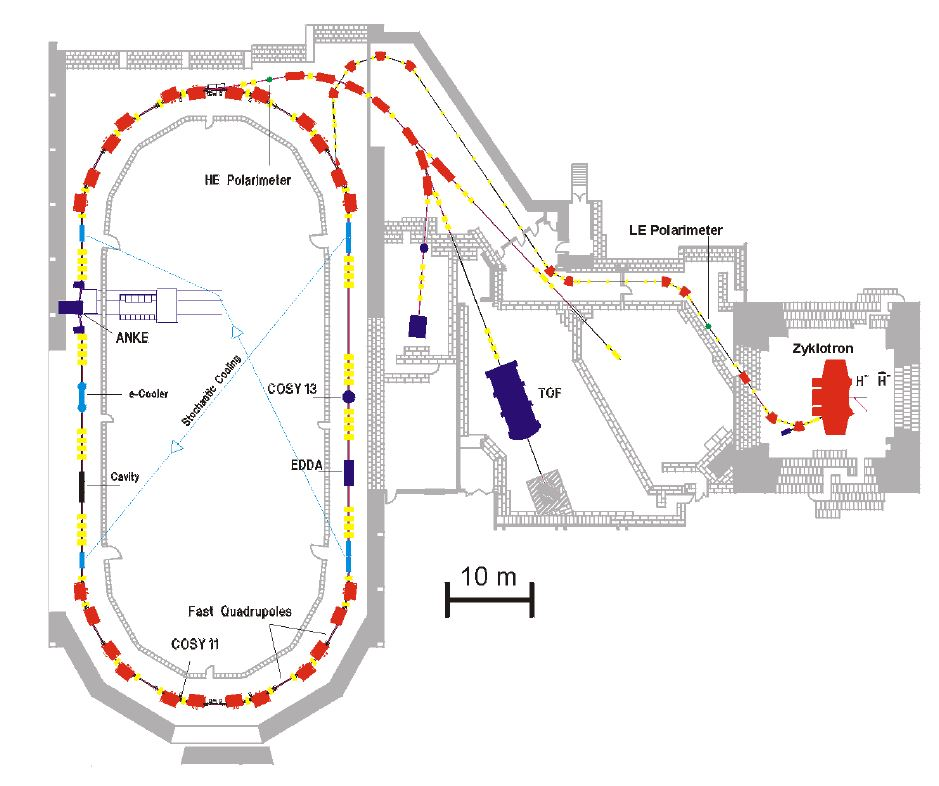 HE Polarimeter
LE Polarimeter
Zyklotron
H⁻ H⃗⁻
ANKE
Stochastic Cooling
COSY 13
e-Cooler
TOF
EDDA
Cavity
10 m
Fast Quadrupoles
COSY 11